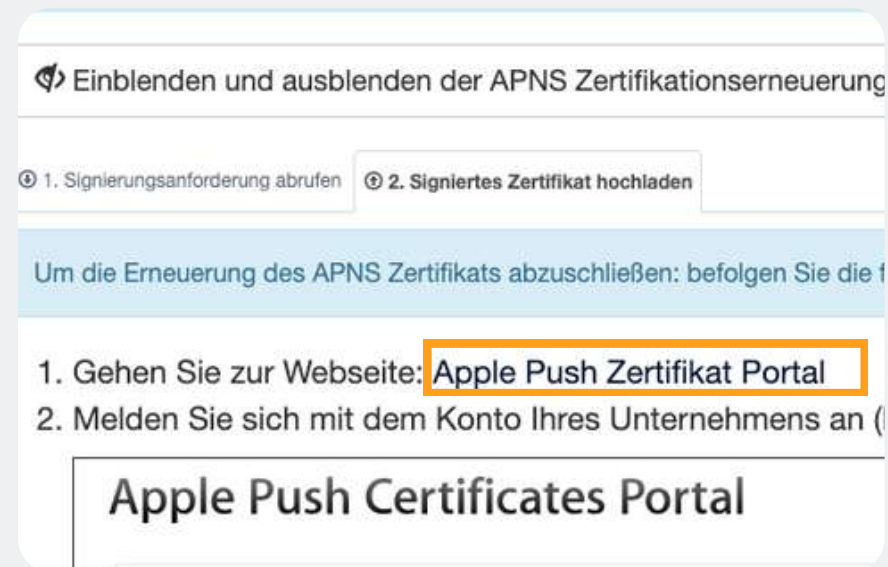 Einblenden und ausblenden der APNS Zertifikationserneuerung
1. Signierungsanforderung abrufen
2. Signiertes Zertifikat hochladen
Um die Erneuerung des APNS Zertifikats abzuschließen: befolgen Sie die
1. Gehen Sie zur Webseite: Apple Push Zertifikat Portal
2. Melden Sie sich mit dem Konto Ihres Unternehmens an (
Apple Push Certificates Portal